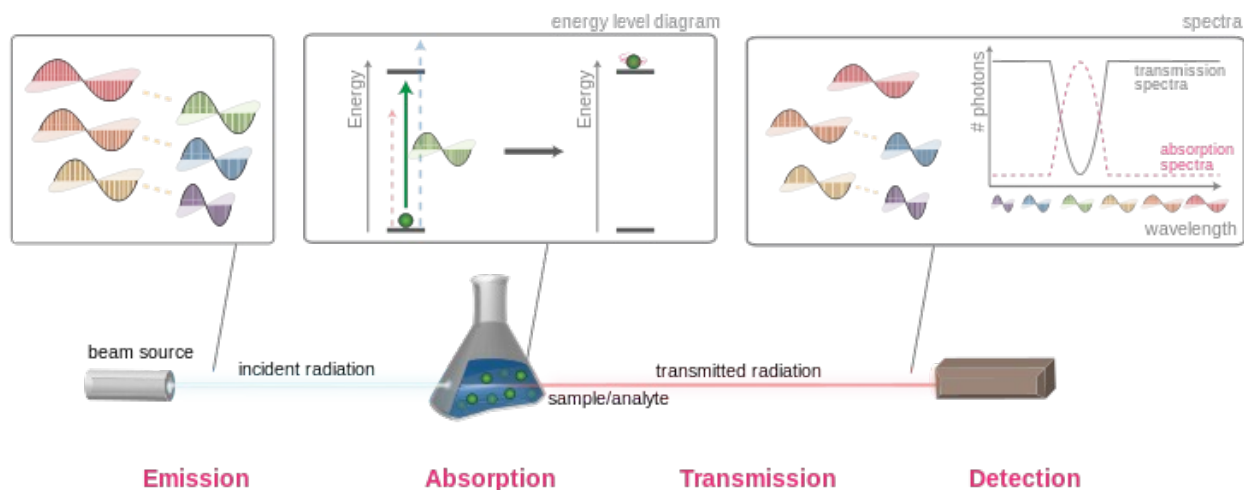 energy level diagram
spectra
Energy
Energy
# photons
transmission
spectra
absorption
spectra
wavelength
beam source
incident radiation
transmitted radiation
sample/analyte
Emission
Absorption
Transmission
Detection